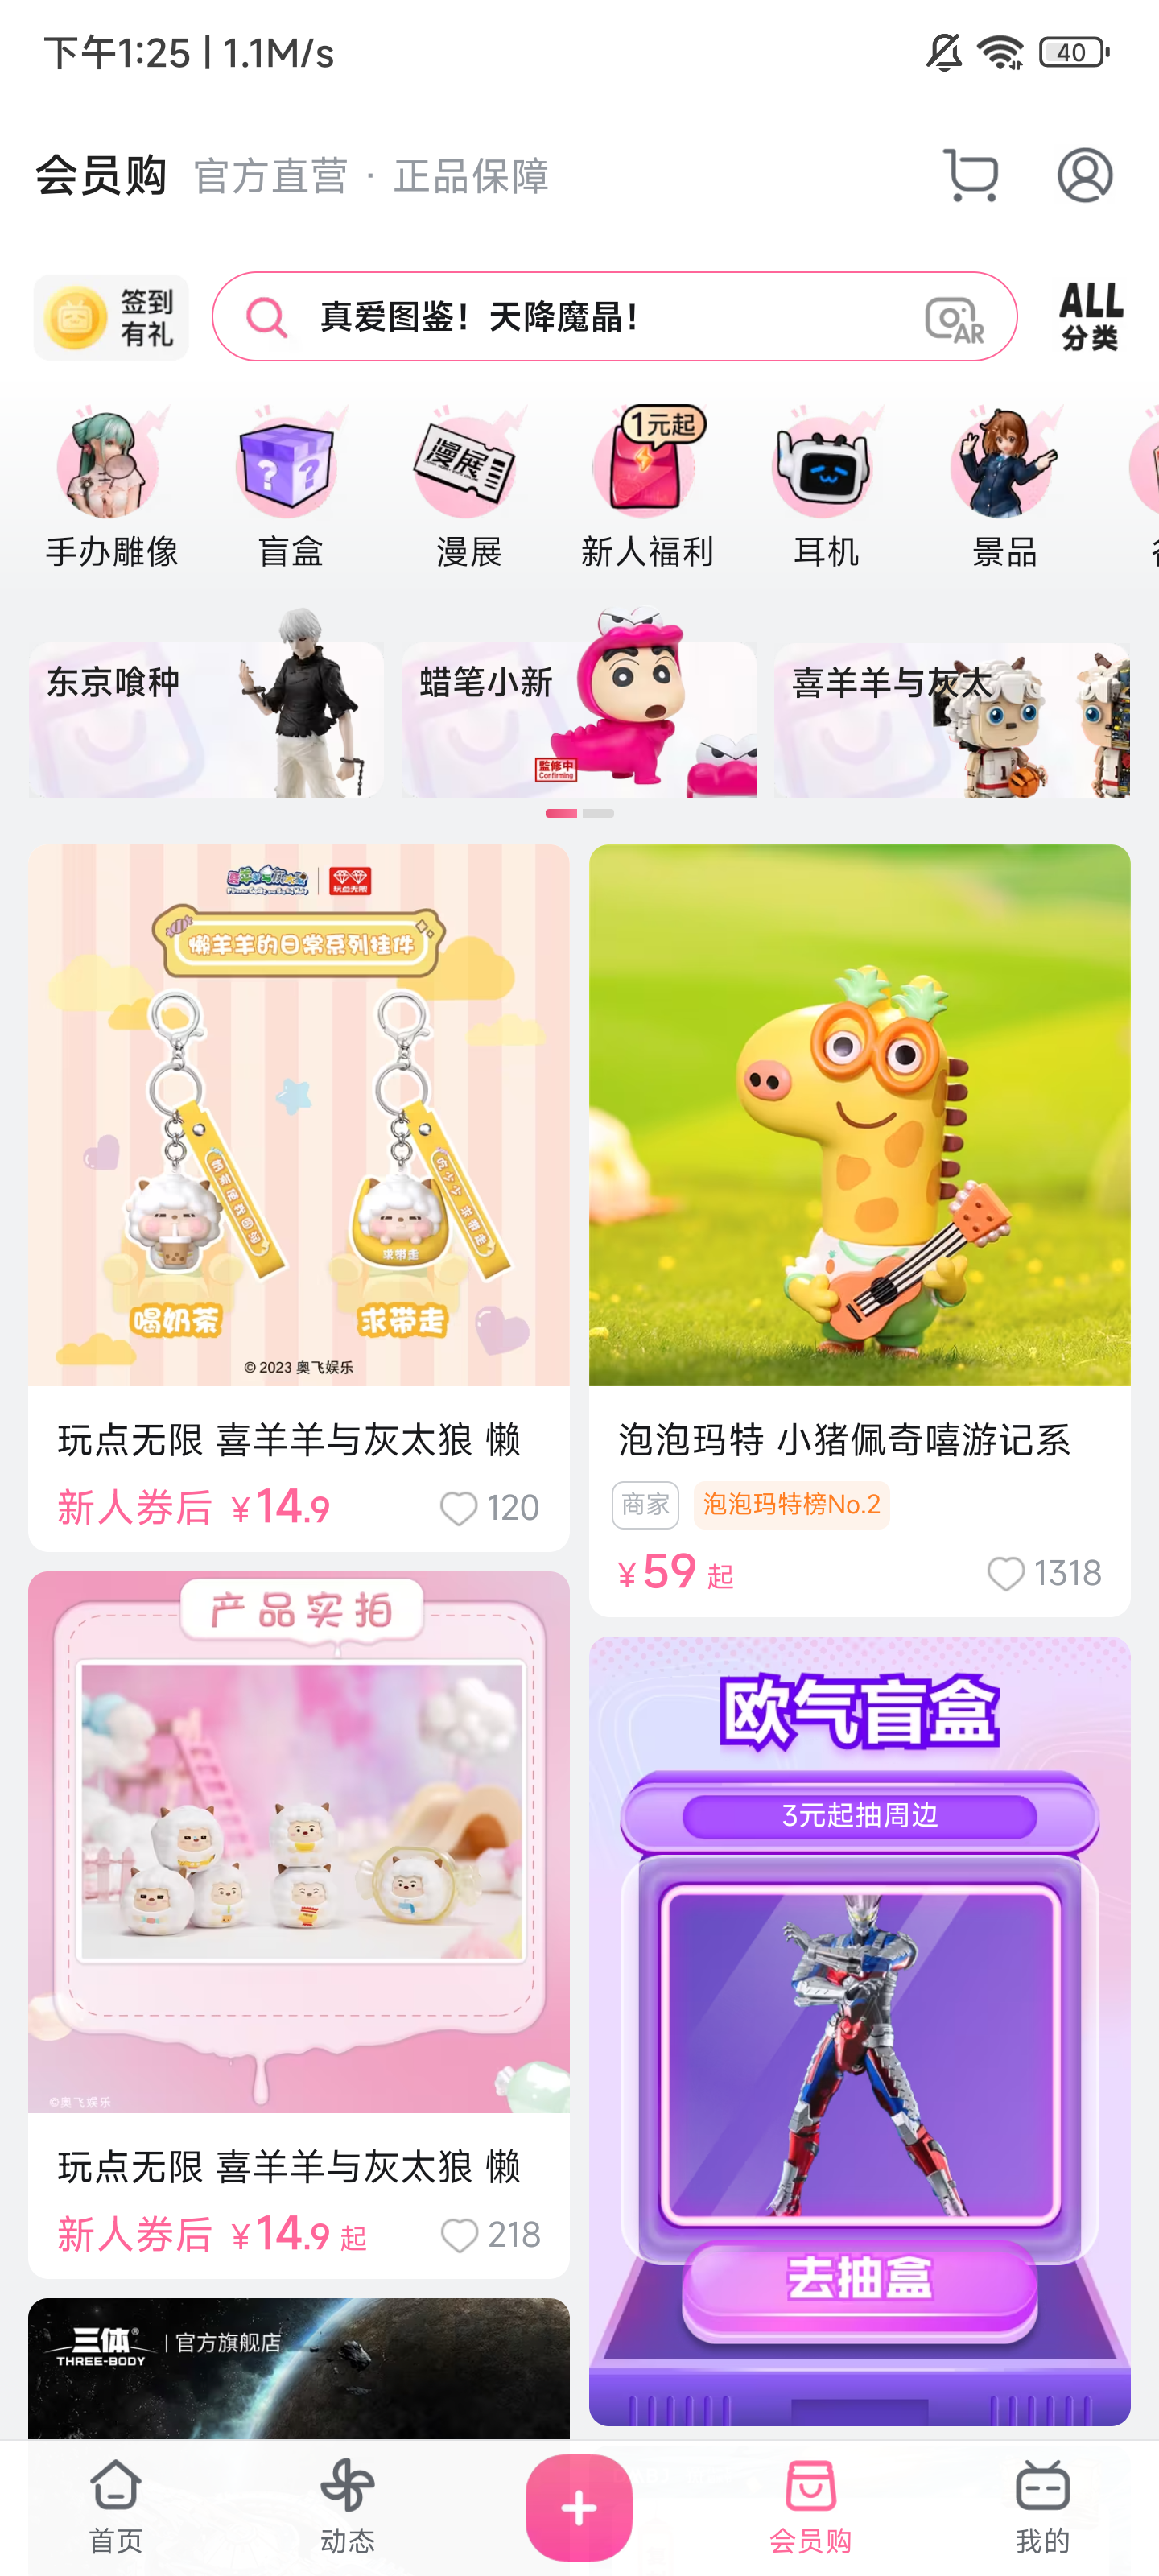 下午1:25 | 1.1M/s
40
会员购 官方直营 · 正品保障
签到
有礼
真爱图鉴！天降魔晶！
AR
ALL
分类
漫展
1元起
手办雕像
盲盒
漫展
新人福利
耳机
景品
东京喰种
蜡笔小新
監修中
Confirming
喜羊羊与灰太
玩点无限
懒羊羊的日常系列挂件
求带走
喝奶茶
求带走
© 2023 奥飞娱乐
玩点无限 喜羊羊与灰太狼 懒
新人券后 ¥14.9
120
泡泡玛特 小猪佩奇嘻游记系
商家
泡泡玛特榜No.2
¥59 起
1318
产品实拍
©奥飞娱乐
玩点无限 喜羊羊与灰太狼 懒
新人券后 ¥14.9 起
218
欧气盲盒
3元起抽周边
去抽盒
三体®
THREE-BODY
官方旗舰店
首页
动态
会员购
我的